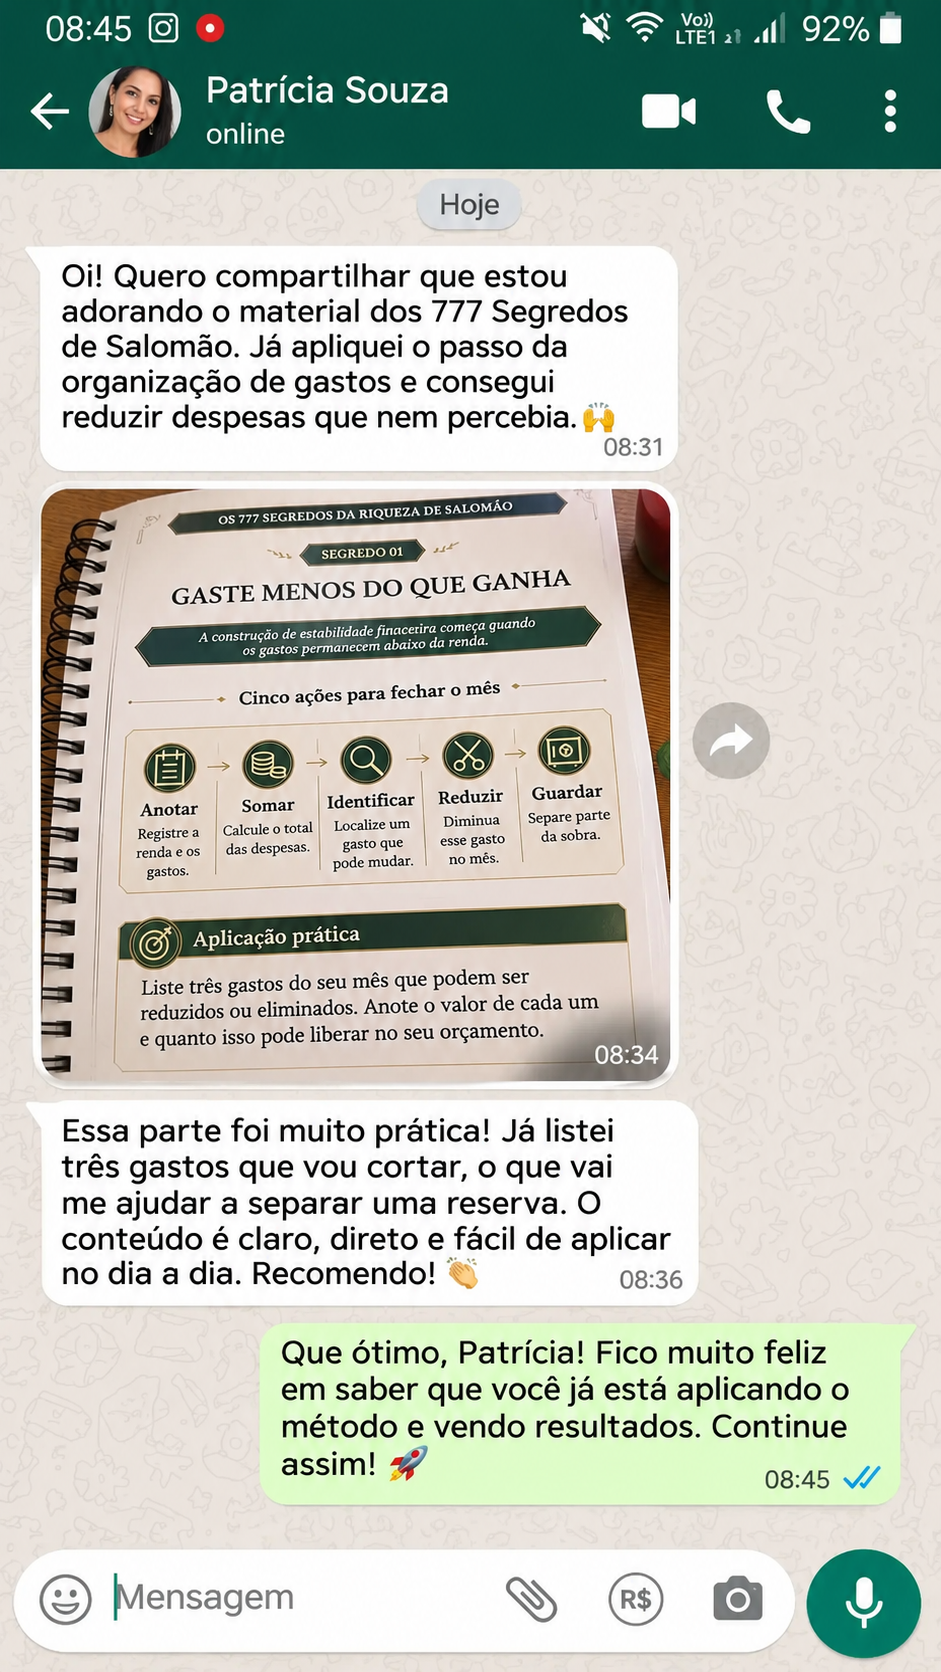 08:45
Vo))
LTE1
92%
Patrícia Souza
online
Hoje
Oi! Quero compartilhar que estou
adorando o material dos 777 Segredos
de Salomão. Já apliquei o passo da
organização de gastos e consegui
reduzir despesas que nem percebia. 🙌
08:31
OS 777 SEGREDOS DA RIQUEZA DE SALOMÃO
SEGREDO 01
GASTE MENOS DO QUE GANHA
A construção de estabilidade finacetira começa quando
os gastos permanecem abaixo da renda.
Cinco ações para fechar o mês
Anotar
Registre a
renda e os
gastos.
Somar
Calcule o total
das despesas.
Identificar
Localize um
gasto que
pode mudar.
Reduzir
Diminua
esse gasto
no mês.
Guardar
Separe parte
da sobra.
Aplicação prática
Liste três gastos do seu mês que podem ser
reduzidos ou eliminados. Anote o valor de cada um
e quanto isso pode liberar no seu orçamento.
08:34
Essa parte foi muito prática! Já listei
três gastos que vou cortar, o que vai
me ajudar a separar uma reserva. O
conteúdo é claro, direto e fácil de aplicar
no dia a dia. Recomendo! 👏
08:36
Que ótimo, Patrícia! Fico muito feliz
em saber que você já está aplicando o
método e vendo resultados. Continue
assim! 🚀
08:45
Mensagem
R$